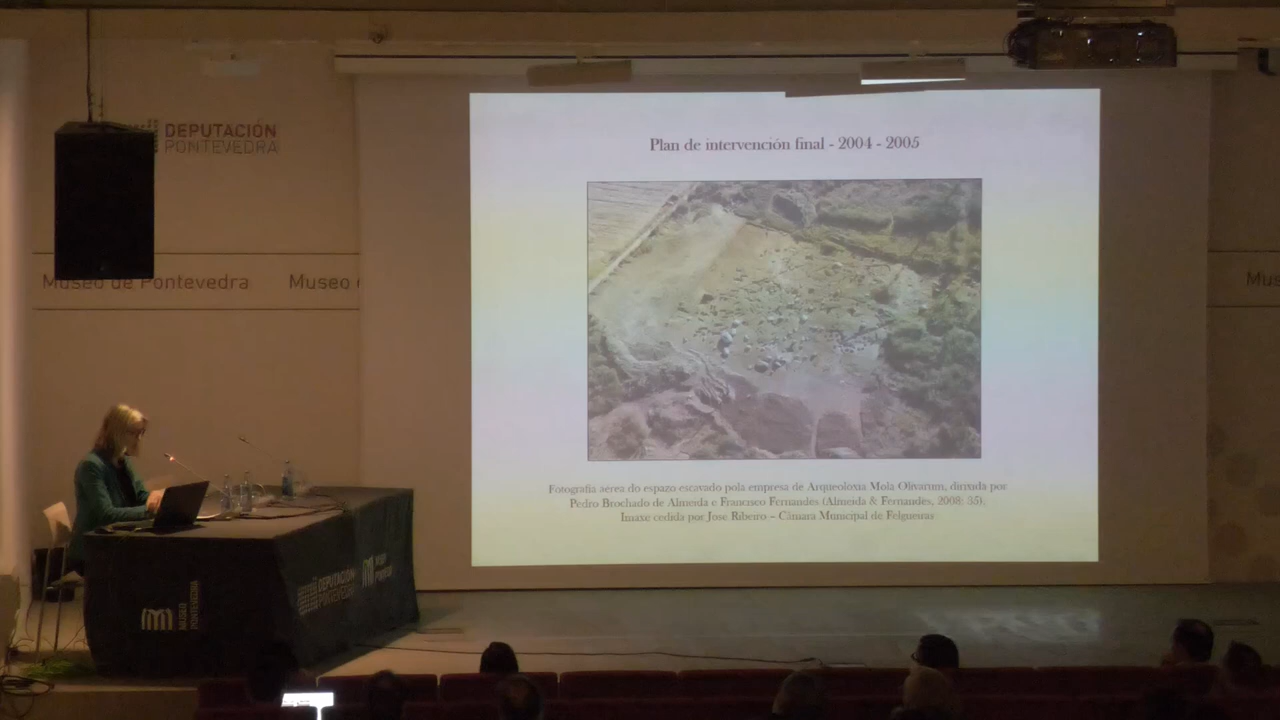 DEPUTACIÓN
PONTEVEDRA
Museo de Pontevedra
Museo
Plan de intervención final - 2004 - 2005
Fotografía aérea do espazo escavado pola empresa de Arqueoloxía Mola Olivarum, dirixida por
Pedro Brochado de Almeida e Francisco Fernandes (Almeida & Fernandes, 2008: 35).
Imaxe cedida por José Ribeiro – Câmara Municipal de Felgueiras
MUSEO
PONTEVEDRA
DEPUTACIÓN
PONTEVEDRA